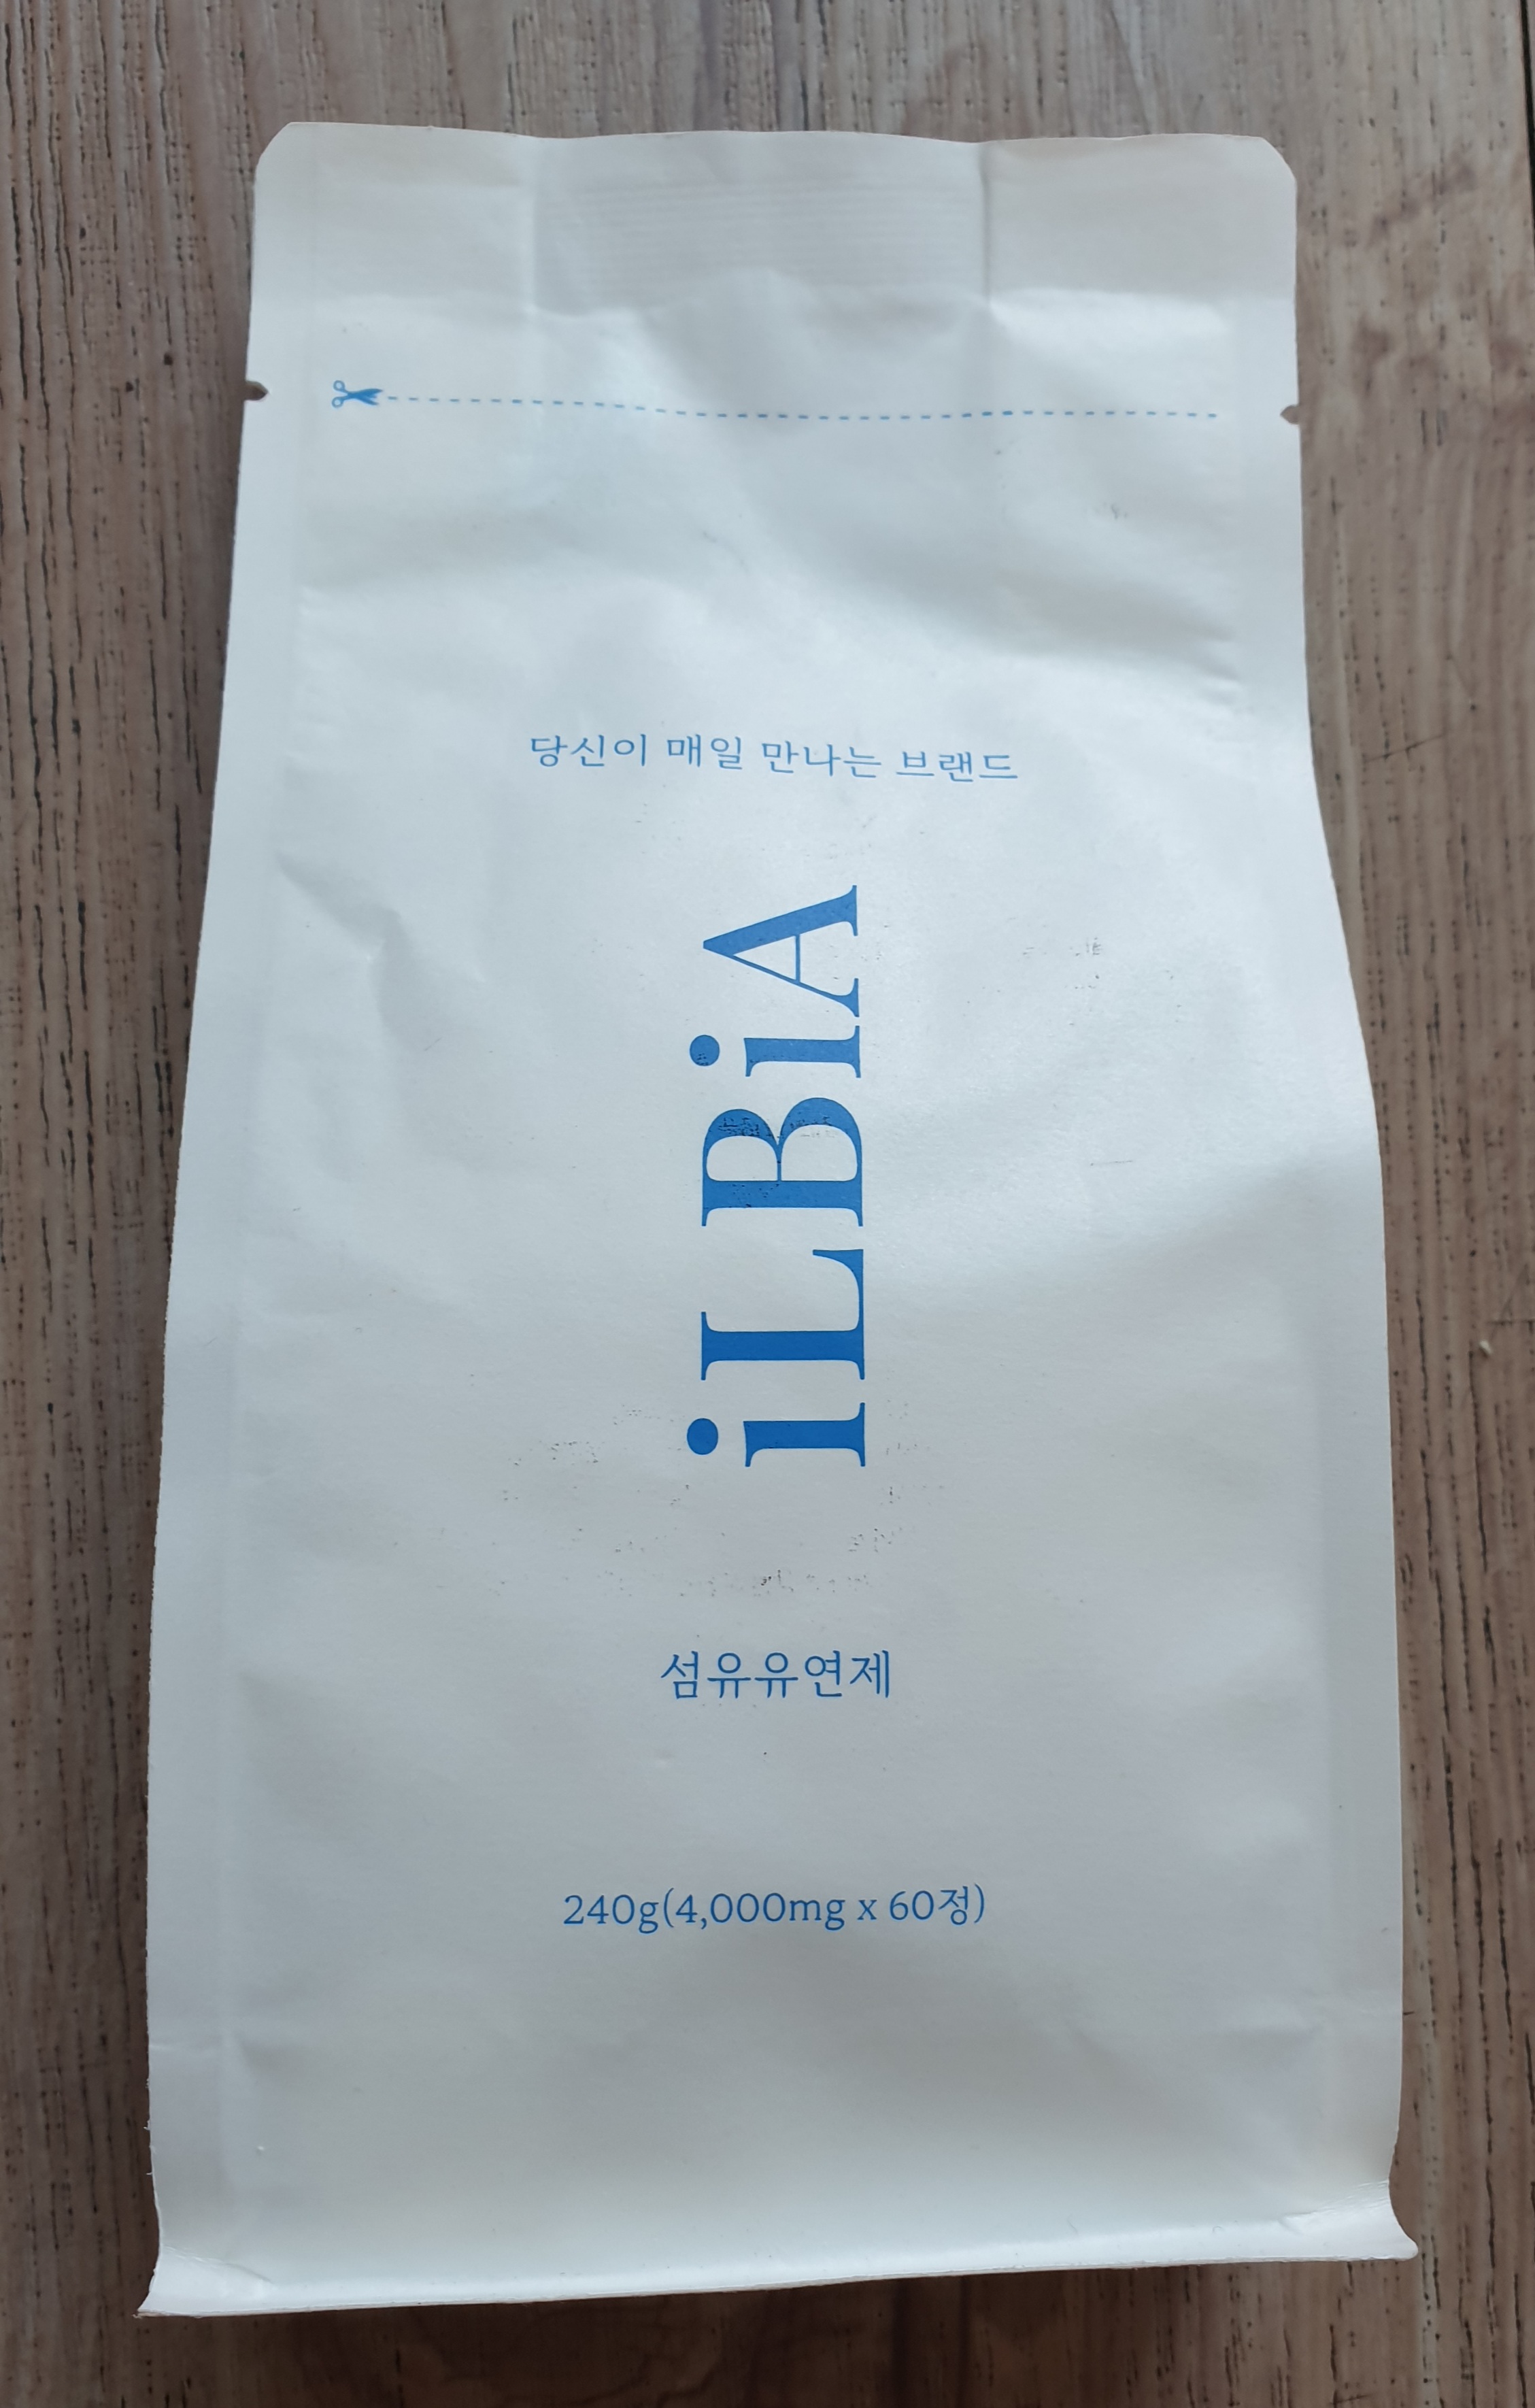 당신이 매일 만나는 브랜드
iLBiA
섬유유연제
240g(4,000mg x 60정)